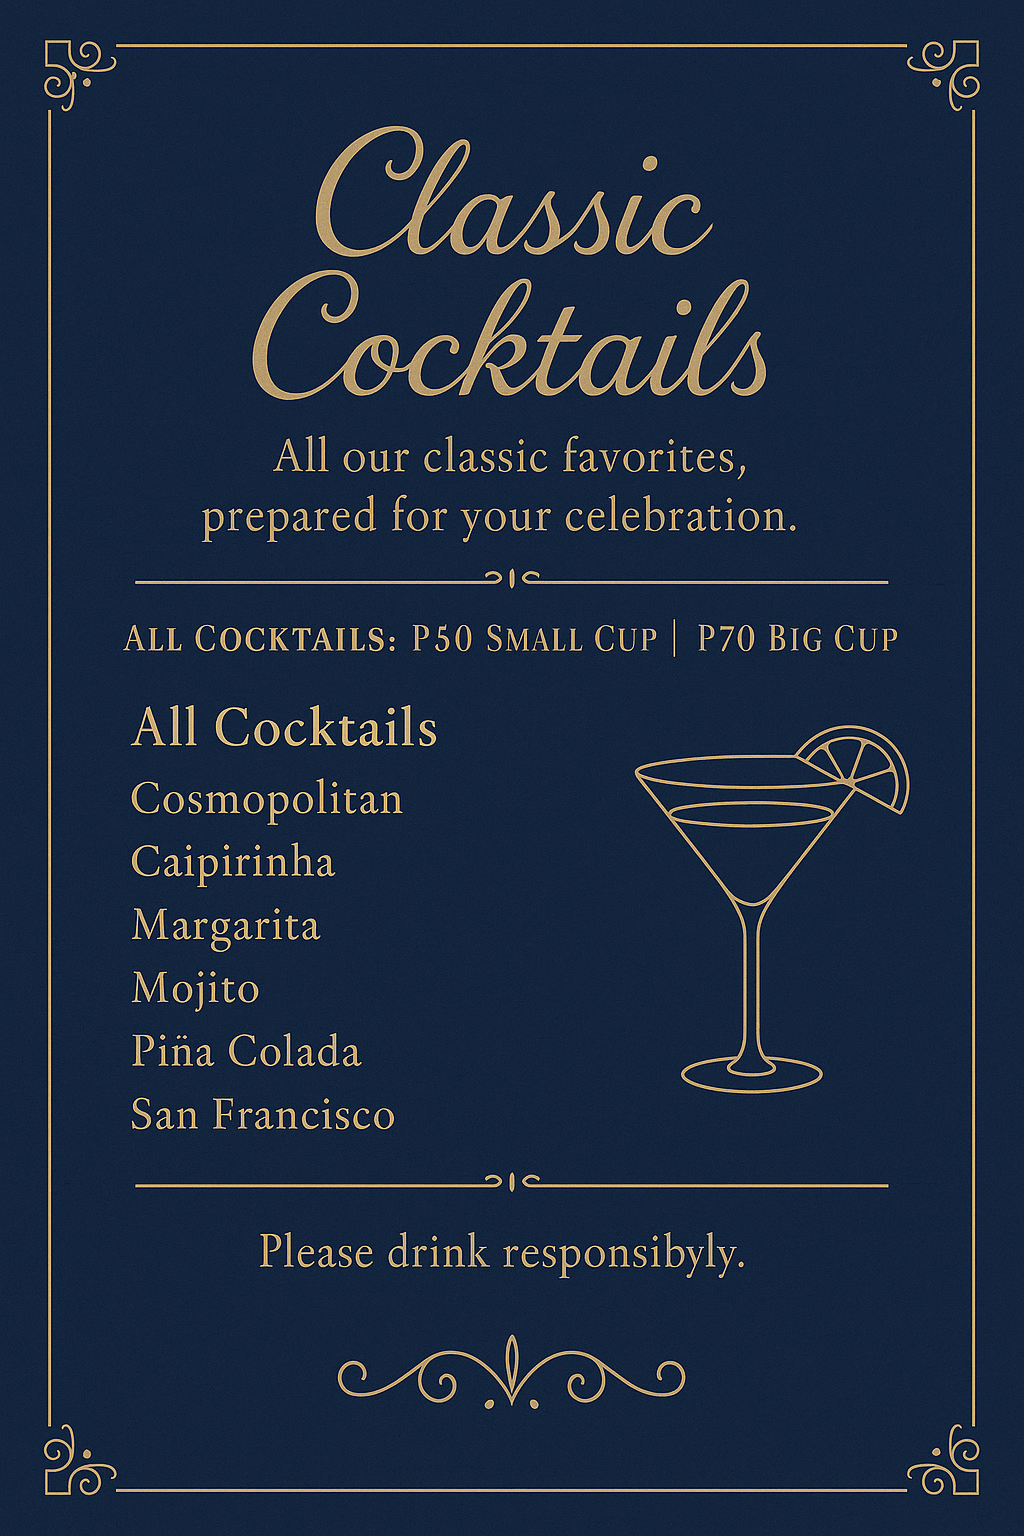 Classic
Cocktails
All our classic favorites,
prepared for your celebration.
ALL COCKTAILS: P50 SMALL CUP | P70 BIG CUP
All Cocktails
Cosmopolitan
Caipirinha
Margarita
Mojito
Piña Colada
San Francisco
Please drink responsibyly.